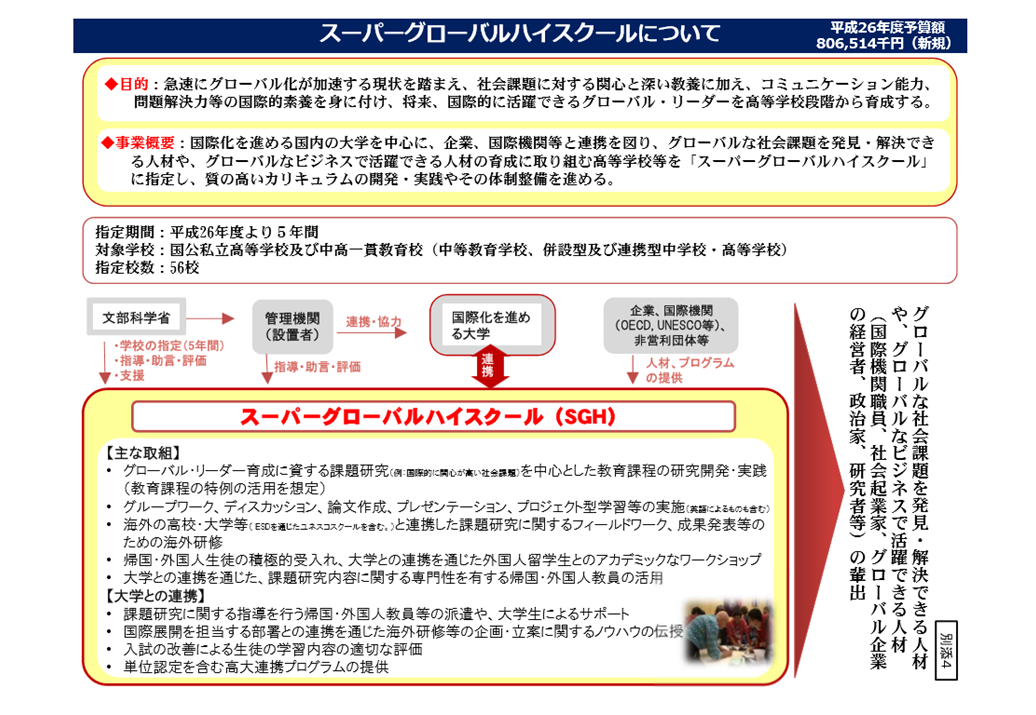 スーパーグローバルハイスクールについて
平成26年度予算額
806,514千円（新規）
◆目的：急速にグローバル化が加速する現状を踏まえ、社会課題に対する関心と深い教養に加え、コミュニケーション能力、
問題解決力等の国際的素養を身に付け、将来、国際的に活躍できるグローバル・リーダーを高等学校段階から育成する。
◆事業概要：国際化を進める国内の大学を中心に、企業、国際機関等と連携を図り、グローバルな社会課題を発見・解決でき
る人材や、グローバルなビジネスで活躍できる人材の育成に取り組む高等学校等を「スーパーグローバルハイスクール」
に指定し、質の高いカリキュラムの開発・実践やその体制整備を進める。
指定期間：平成26年度より５年間
対象学校：国公私立高等学校及び中高一貫教育校（中等教育学校、併設型及び連携型中学校・高等学校）
指定校数：56校
文部科学省
管理機関
（設置者）
連携・協力
国際化を進め
る大学
企業、国際機関
（OECD, UNESCO等）、
非営利団体等
・学校の指定（5年間）
・指導・助言・評価
・支援
指導・助言・評価
連携
人材、プログラム
の提供
スーパーグローバルハイスクール（SGH）
【主な取組】
• グローバル・リーダー育成に資する課題研究（例：国際的に関心が高い社会課題）を中心とした教育課程の研究開発・実践
（教育課程の特例の活用を想定）
• グループワーク、ディスカッション、論文作成、プレゼンテーション、プロジェクト型学習等の実施（英語によるものも含む）
• 海外の高校・大学等（ESDを通じたユネスコスクールを含む。）と連携した課題研究に関するフィールドワーク、成果発表等の
ための海外研修
• 帰国・外国人生徒の積極的受入れ、大学との連携を通じた外国人留学生とのアカデミックなワークショップ
• 大学との連携を通じた、課題研究内容に関する専門性を有する帰国・外国人教員の活用
【大学との連携】
• 課題研究に関する指導を行う帰国・外国人教員等の派遣や、大学生によるサポート
• 国際展開を担当する部署との連携を通じた海外研修等の企画・立案に関するノウハウの伝授
• 入試の改善による生徒の学習内容の適切な評価
• 単位認定を含む高大連携プログラムの提供
グローバルな社会課題を発見・解決できる人材
や、グローバルなビジネスで活躍できる人材
（国際機関職員、社会起業家、グローバル企業
の経営者、政治家、研究者等）の輩出
別添４